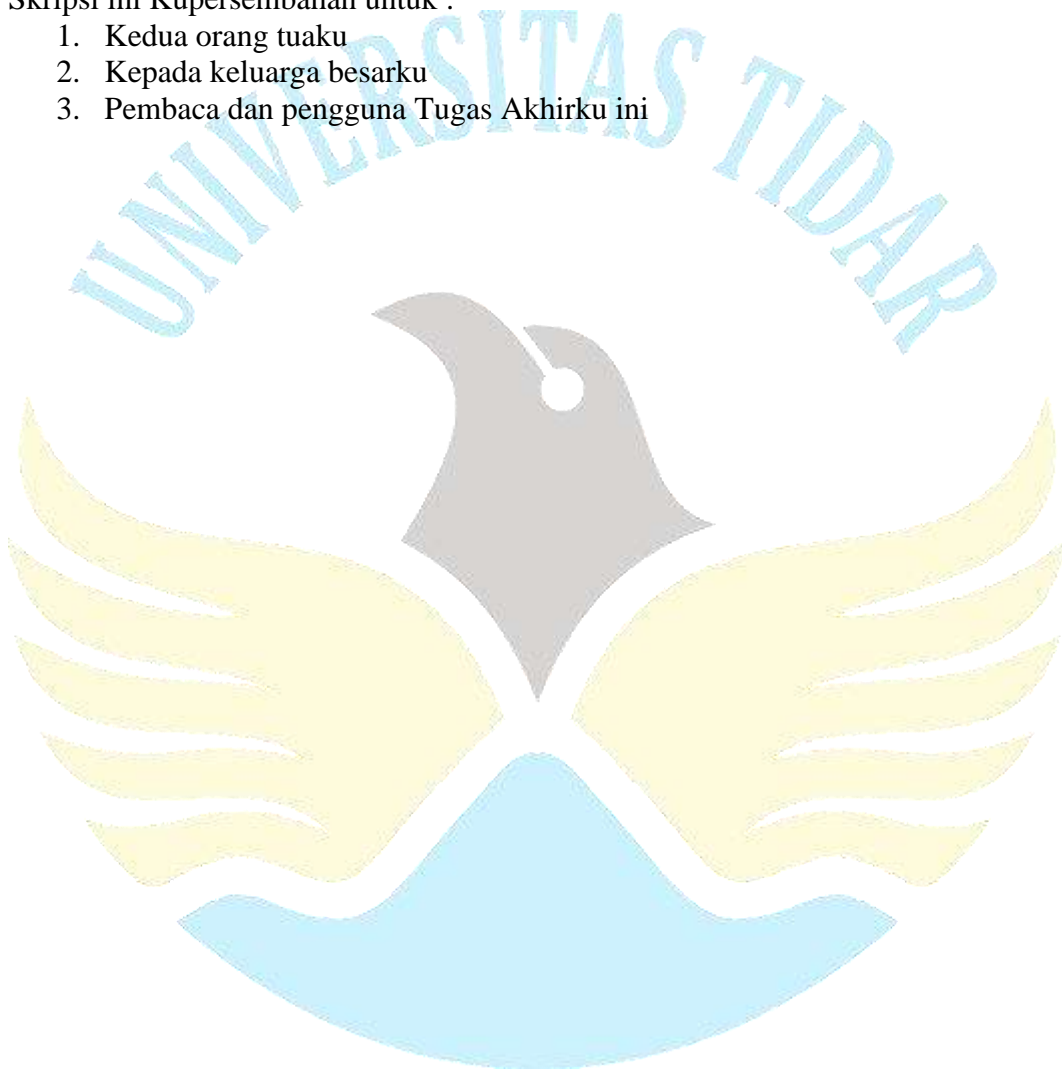 Skripsi ini Kupersembahan untuk :
1. Kedua orang tuaku
2. Kepada keluarga besarku
3. Pembaca dan pengguna Tugas Akhirku ini
UNIVERSITAS TIDAR